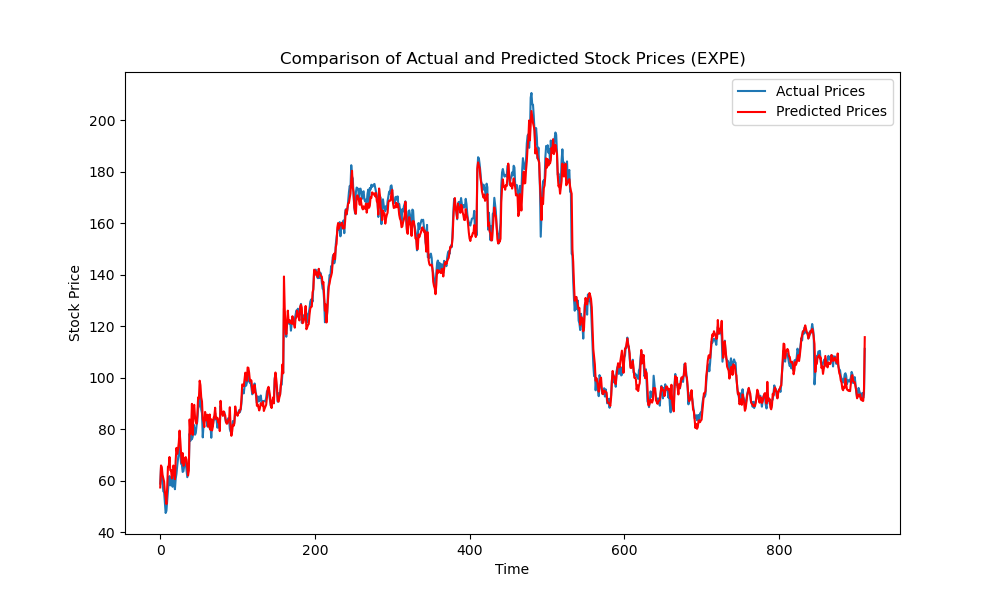 Comparison of Actual and Predicted Stock Prices (EXPE)
Actual Prices
Predicted Prices
200
180
160
140
120
100
80
60
40
Stock Price
0 200 400 600 800
Time